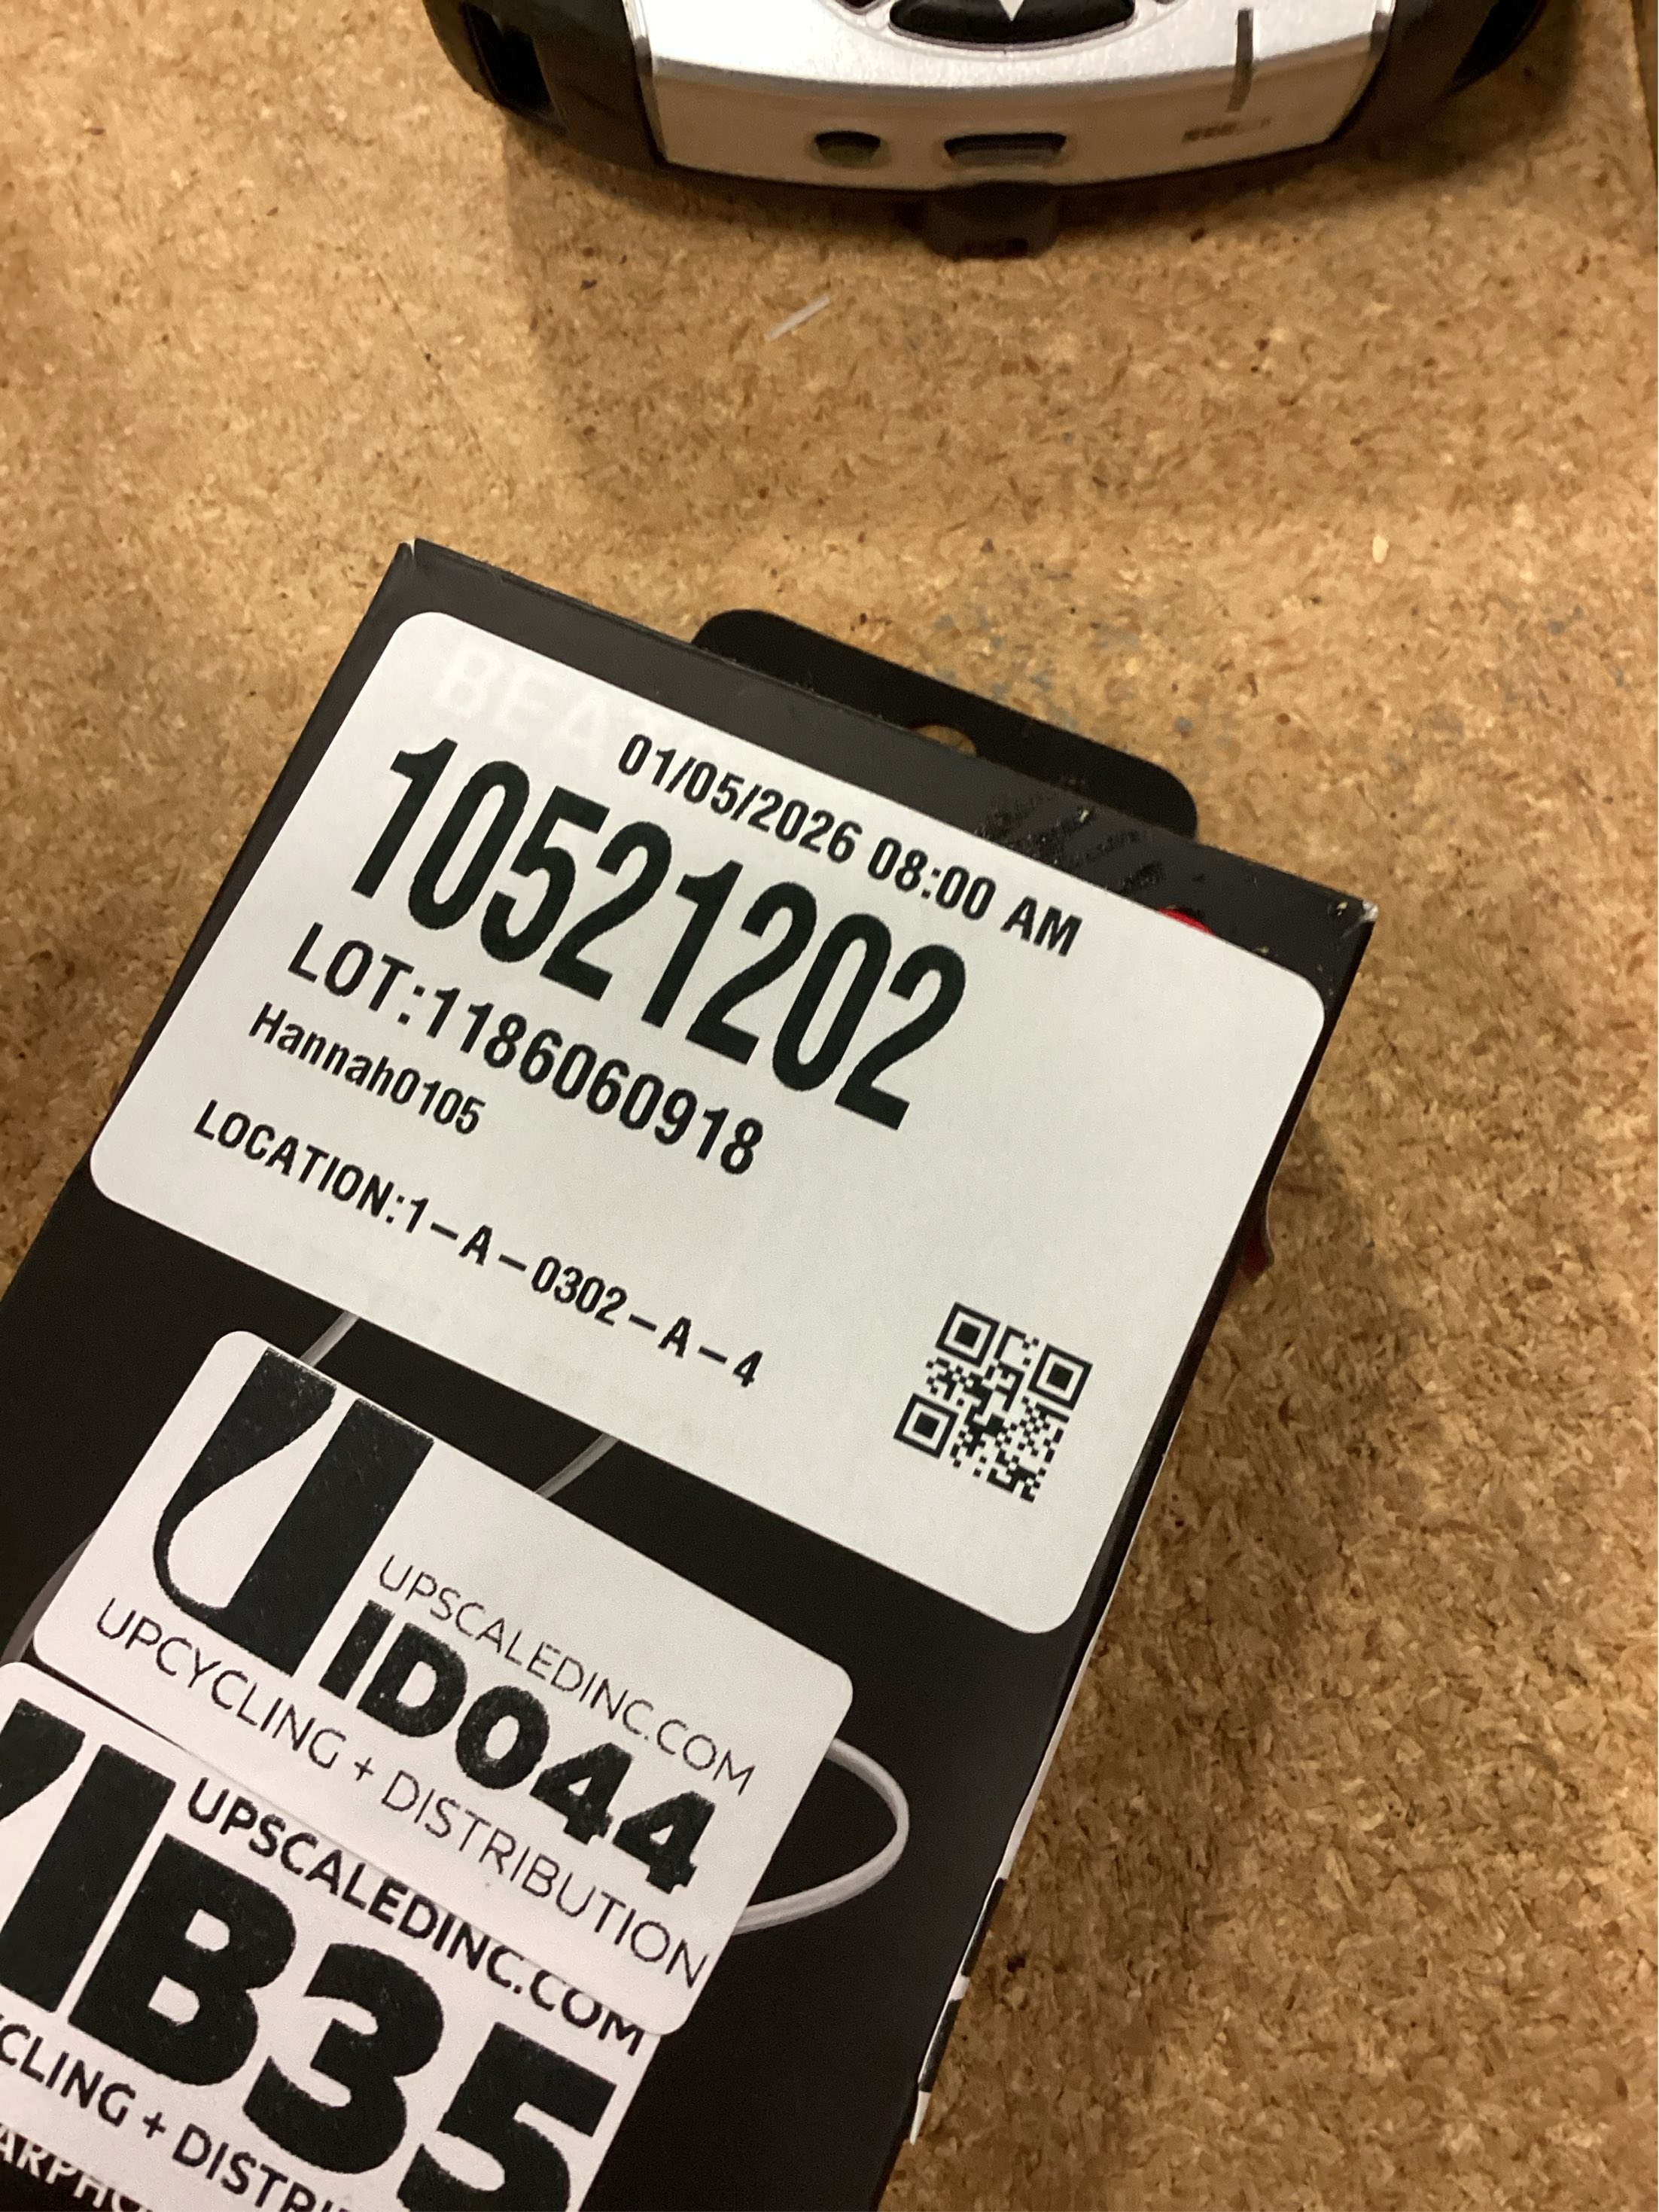 01/05/2026 08:00 AM
10521202
LOT:1186060918
Hannah0105
LOCATION:1-A-0302-A-4
UPSCALEDINC.COM
ID044
UPCYCLING + DISTRIBUTION
UPSCALEDINC.COM
B35